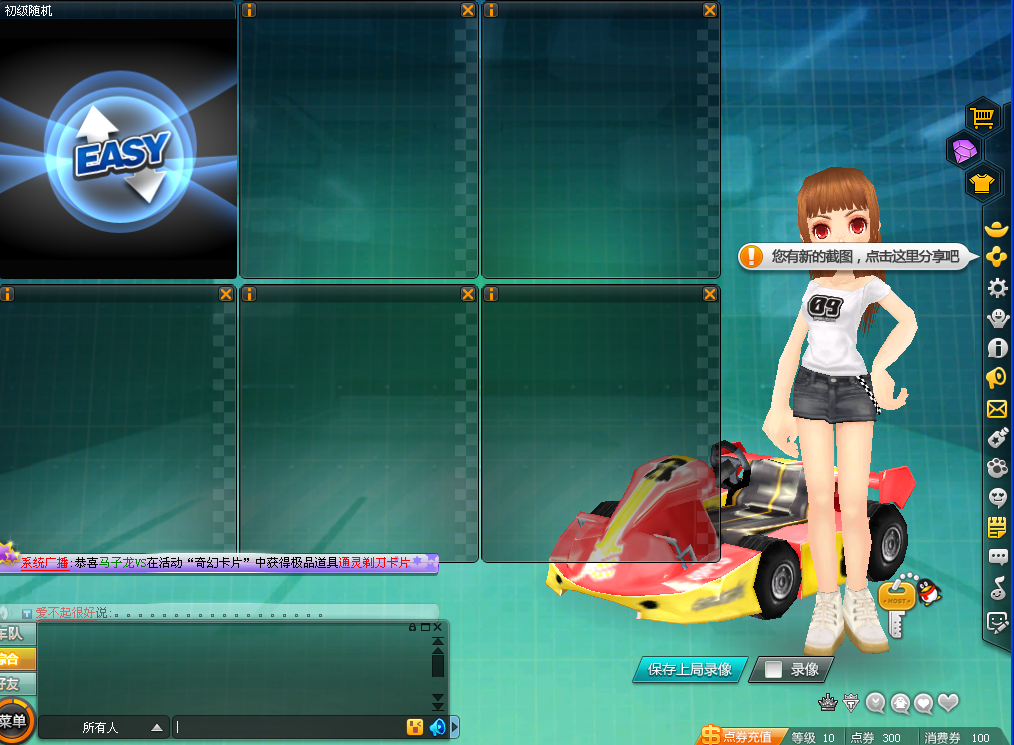 初级随机
EASY
您有新的截图，点击这里分享吧
09
系统广播:恭喜马子龙VS在活动“奇幻卡片”中获得极品道具通灵剃刀卡片
爱不起很好说:。。。。。。。。。。。。。。。。。。
车队
综合
好友
菜单
所有人
HOST
保存上局录像
录像
点券充值
等级 10
点券 300
消费券 100